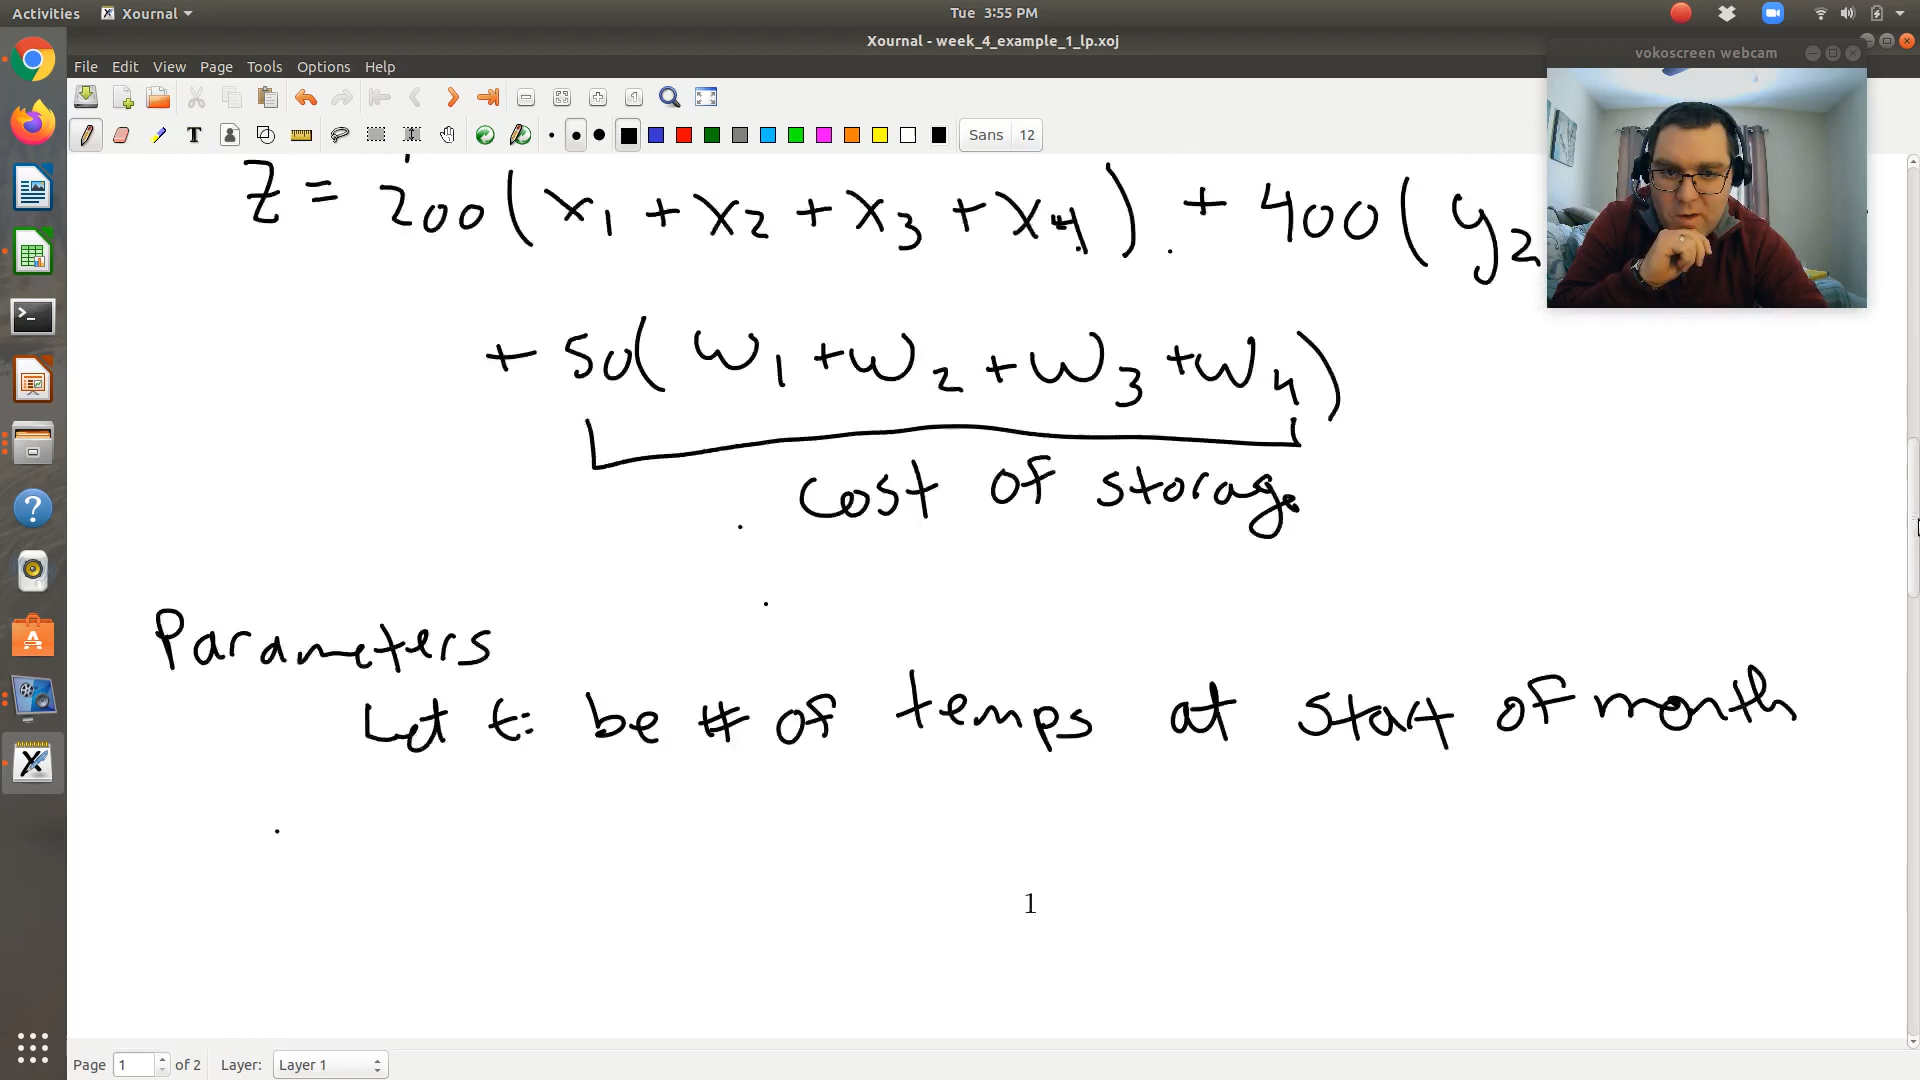 Activities Xournal Tue 3:55 PM
Xournal - week_4_example_1_lp.xoj
vokoscreen webcam
File Edit View Page Tools Options Help
Sans 12
Z = 200(x1 + x2 + x3 + x4) + 400(y2
+ 50(w1 + w2 + w3 + w4)
cost of storage
Parameters
Let ti be # of temps at start of month
1
Page 1 of 2 Layer: Layer 1